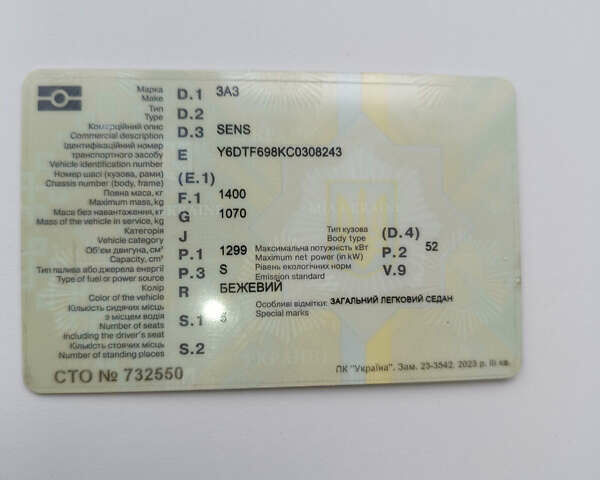 Марка D.1 ЗАЗ
Make
Тип D.2
Type
Комерційний опис D.3 SENS
Commercial description
Ідентифікаційний номер
транспортного засобу E Y6DTF698KC0308243
Vehicle identification number
Номер шасі (кузова, рами) (E.1)
Chassis number (body, frame)
Повна маса, кг F.1 1400
Maximum mass, kg
Маса без навантаження, кг G 1070
Mass of the vehicle in service, kg
Категорія J Тип кузова (D.4)
Vehicle category Body type
Об'єм двигуна, см³ P.1 1299 Максимальна потужність кВт P.2 52
Capacity, cm³ Maximum net power (in kW)
Тип палива або джерела енергії P.3 S Рівень екологічних норм V.9
Type of fuel or power source Emission standard
Колір R БЕЖЕВИЙ
Color of the vehicle
Кількість сидячих місць Особливі відмітки: ЗАГАЛЬНИЙ ЛЕГКОВИЙ СЕДАН
з місцем водія S.1 5 Special marks
Number of seats
Including the driver's seat
Кількість стоячих місць S.2
Number of standing places
СТО № 732550 ПК "Україна". Зам. 23-3542. 2023 р. III кв.